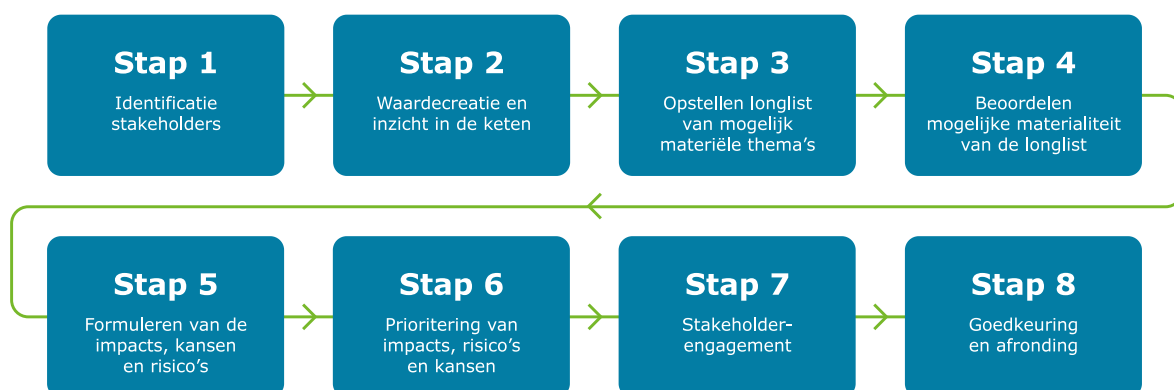 Stap 1
Identificatie
stakeholders
Stap 2
Waardecreatie en
inzicht in de keten
Stap 3
Opstellen longlist
van mogelijk
materiële thema’s
Stap 4
Beoordelen
mogelijke materialiteit
van de longlist
Stap 5
Formuleren van de
impacts, kansen
en risico’s
Stap 6
Prioritering van
impacts, risico’s
en kansen
Stap 7
Stakeholder-
engagement
Stap 8
Goedkeuring
en afronding